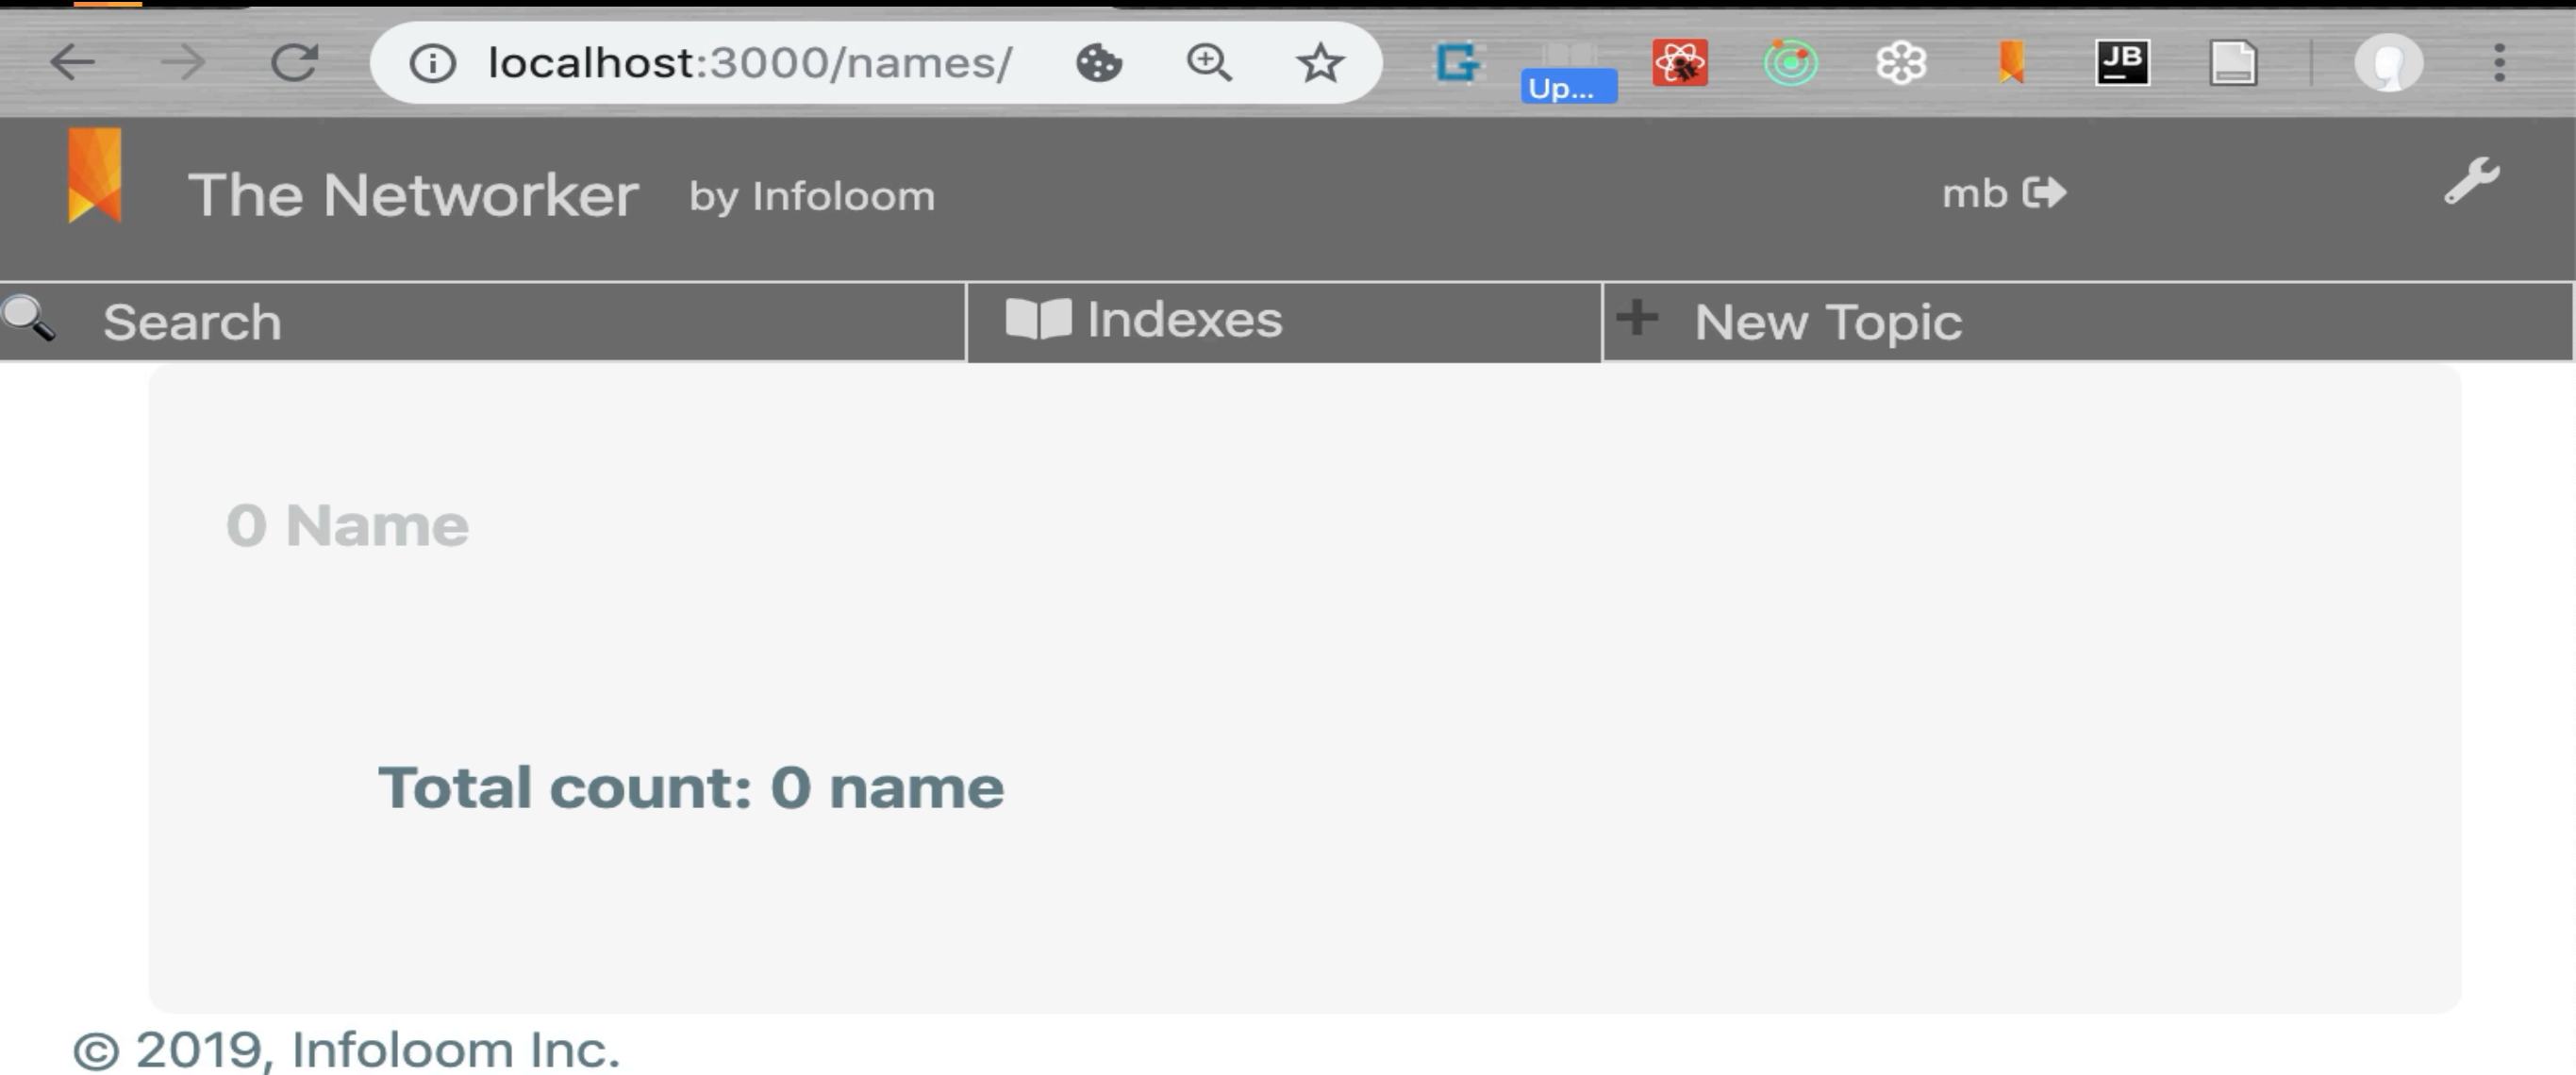 localhost:3000/names/
Up...
JB
The Networker by Infoloom
mb
Search
Indexes
New Topic
0 Name
Total count: 0 name
© 2019, Infoloom Inc.